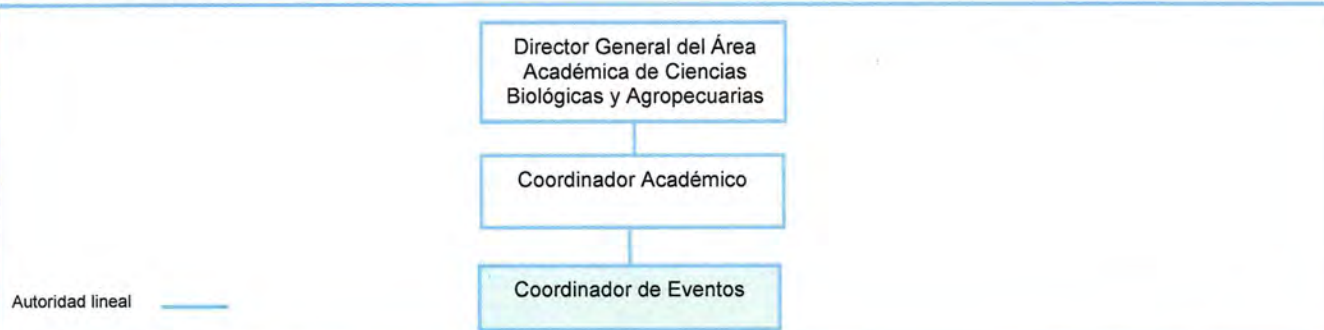 Director General del Área
Académica de Ciencias
Biológicas y Agropecuarias
Coordinador Académico
Coordinador de Eventos
Autoridad lineal